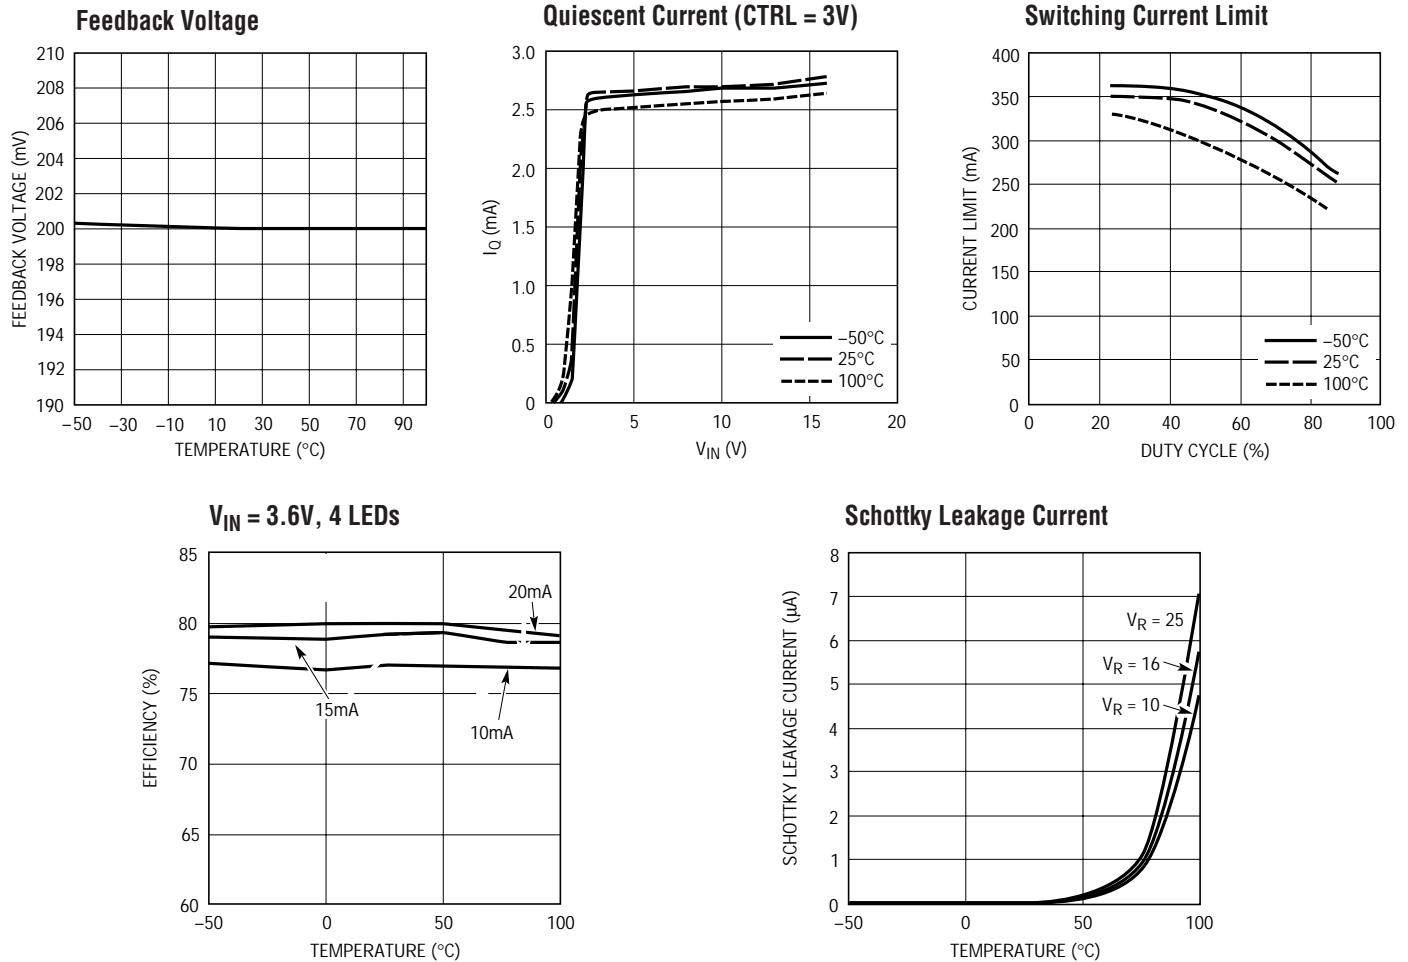 Feedback Voltage
210
208
206
204
202
200
198
196
194
192
190
FEEDBACK VOLTAGE (mV)
–50 –30 –10 10 30 50 70 90
TEMPERATURE (°C)
Quiescent Current (CTRL = 3V)
3.0
2.5
2.0
1.5
1.0
0.5
0
IQ (mA)
–50°C
25°C
100°C
0 5 10 15 20
VIN (V)
Switching Current Limit
400
350
300
250
200
150
100
50
0
CURRENT LIMIT (mA)
–50°C
25°C
100°C
0 20 40 60 80 100
DUTY CYCLE (%)
VIN = 3.6V, 4 LEDs
85
80
75
70
65
60
EFFICIENCY (%)
20mA
15mA
10mA
–50 0 50 100
TEMPERATURE (°C)
Schottky Leakage Current
8
7
6
5
4
3
2
1
0
SCHOTTKY LEAKAGE CURRENT (µA)
VR = 25
VR = 16
VR = 10
–50 0 50 100
TEMPERATURE (°C)